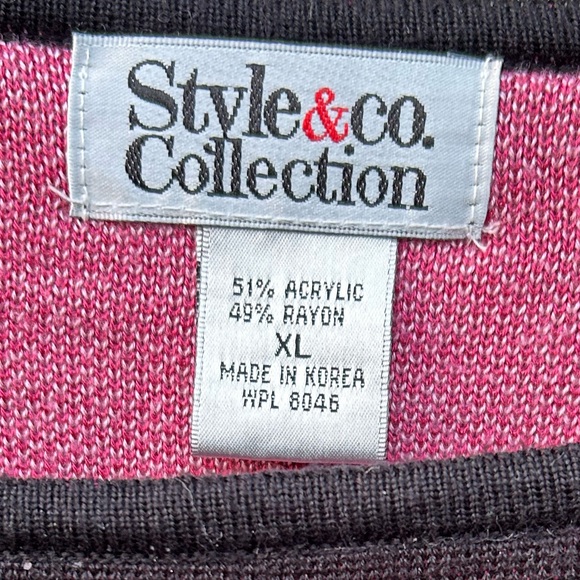 Style&co.
Collection
51% ACRYLIC
49% RAYON
XL
MADE IN KOREA
WPL 8046